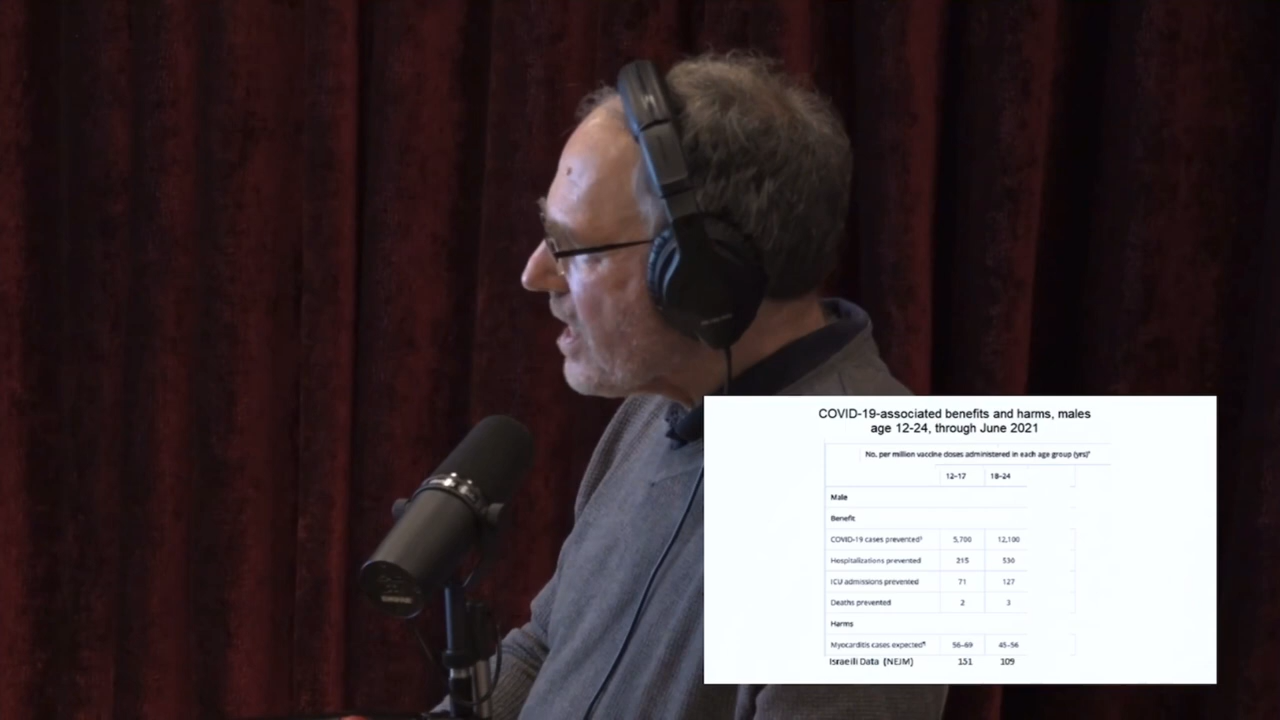 COVID-19-associated benefits and harms, males
age 12-24, through June 2021
No. per million vaccine doses administered in each age group (yrs)*
12-17 18-24
Male
Benefit
COVID-19 cases prevented† 5,700 12,100
Hospitalizations prevented 215 530
ICU admissions prevented 71 127
Deaths prevented 2 3
Harms
Myocarditis cases expected¶ 56-69 45-56
Israeili Data (NEJM) 151 109
SHURE